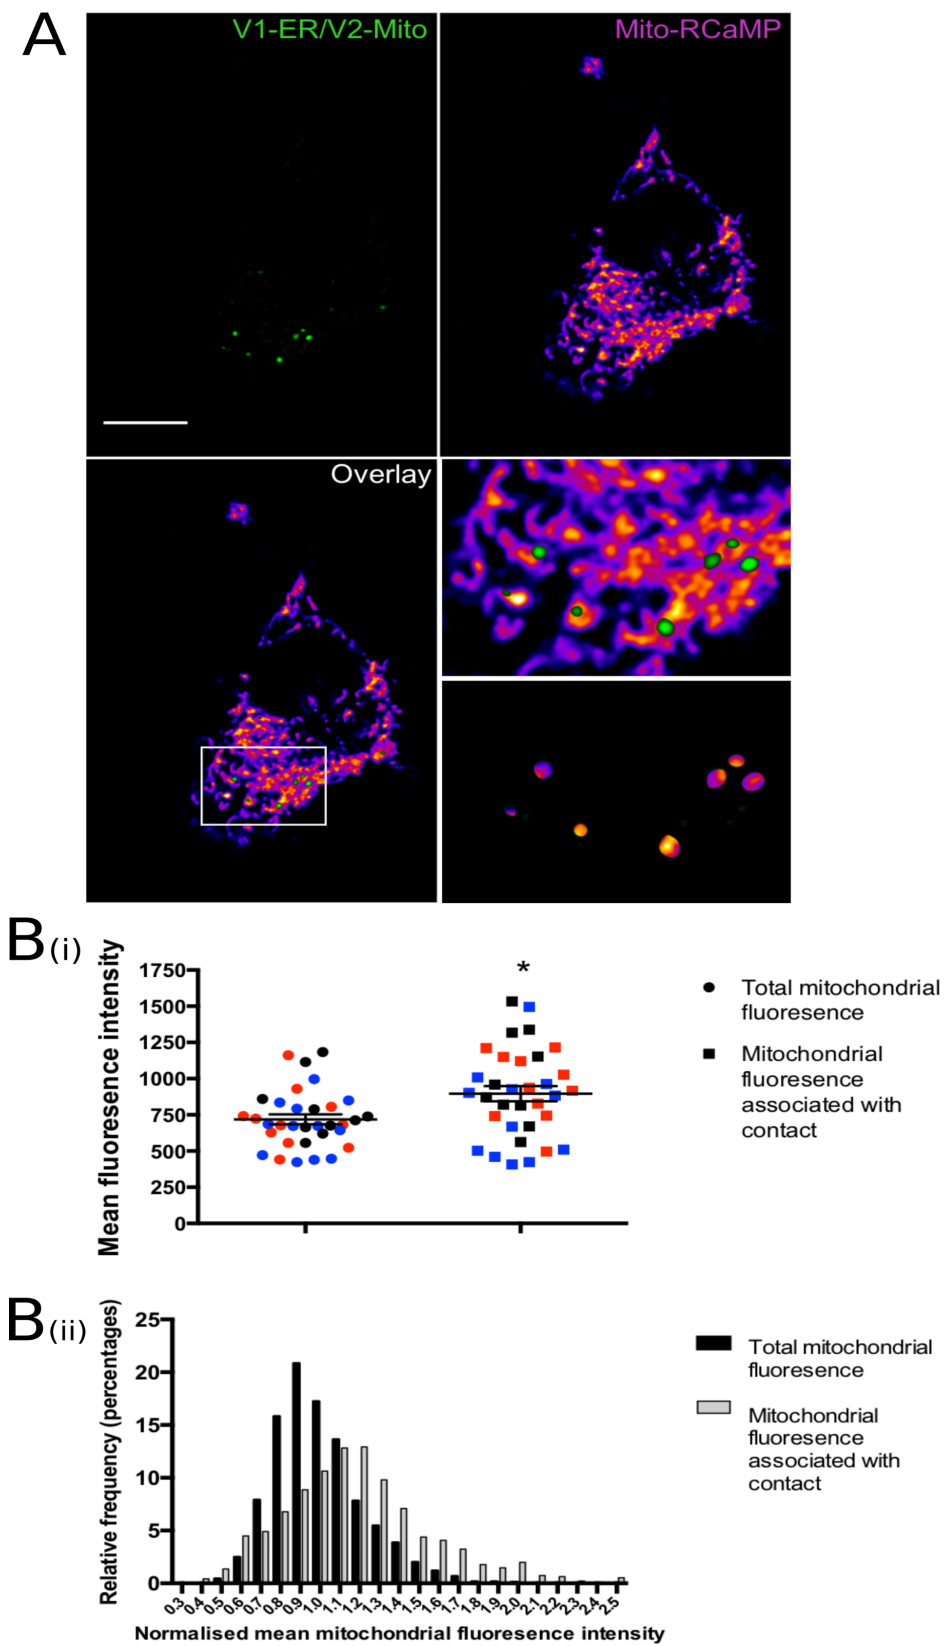 A
V1-ER/V2-Mito
Mito-RCaMP
Overlay
B(i)
Mean fluoresence intensity
1750
1500
1250
1000
750
500
250
0
*
Total mitochondrial
fluoresence
Mitochondrial
fluoresence
associated with
contact
B(ii)
Relative frequency (percentages)
25
20
15
10
5
0
0.3 0.4 0.5 0.6 0.7 0.8 0.9 1.0 1.1 1.2 1.3 1.4 1.5 1.6 1.7 1.8 1.9 2.0 2.1 2.2 2.3 2.4 2.5
Normalised mean mitochondrial fluoresence intensity
Total mitochondrial
fluoresence
Mitochondrial
fluoresence
associated with
contact